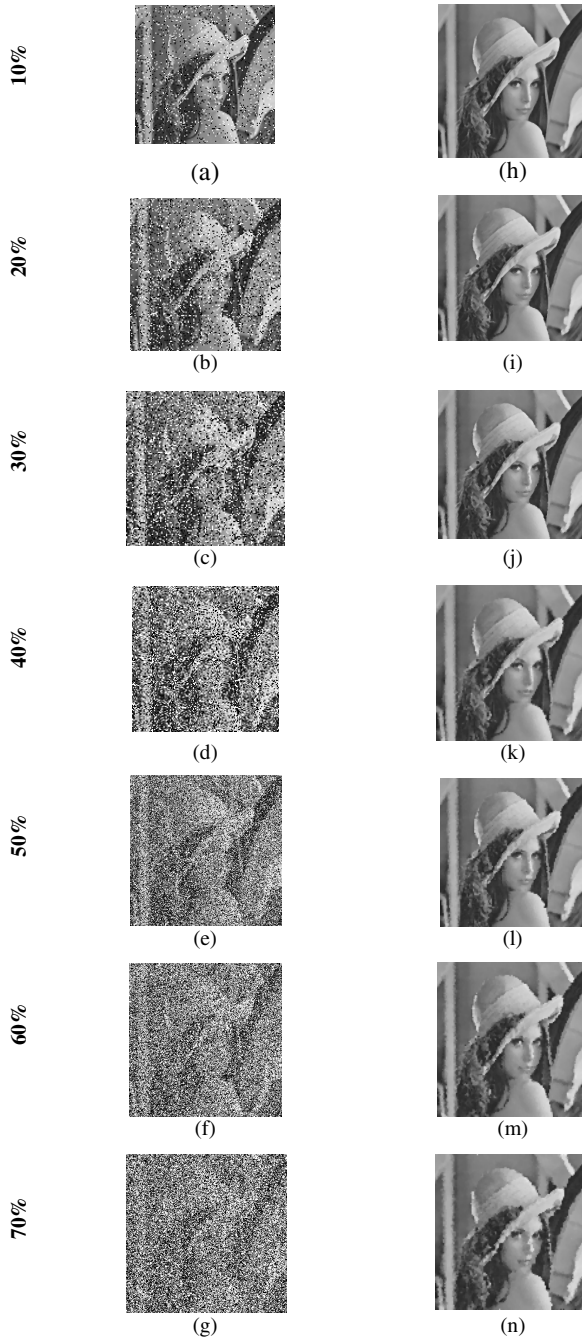 10%
(a) (h)
20%
(b) (i)
30%
(c) (j)
40%
(d) (k)
50%
(e) (l)
60%
(f) (m)
70%
(g) (n)